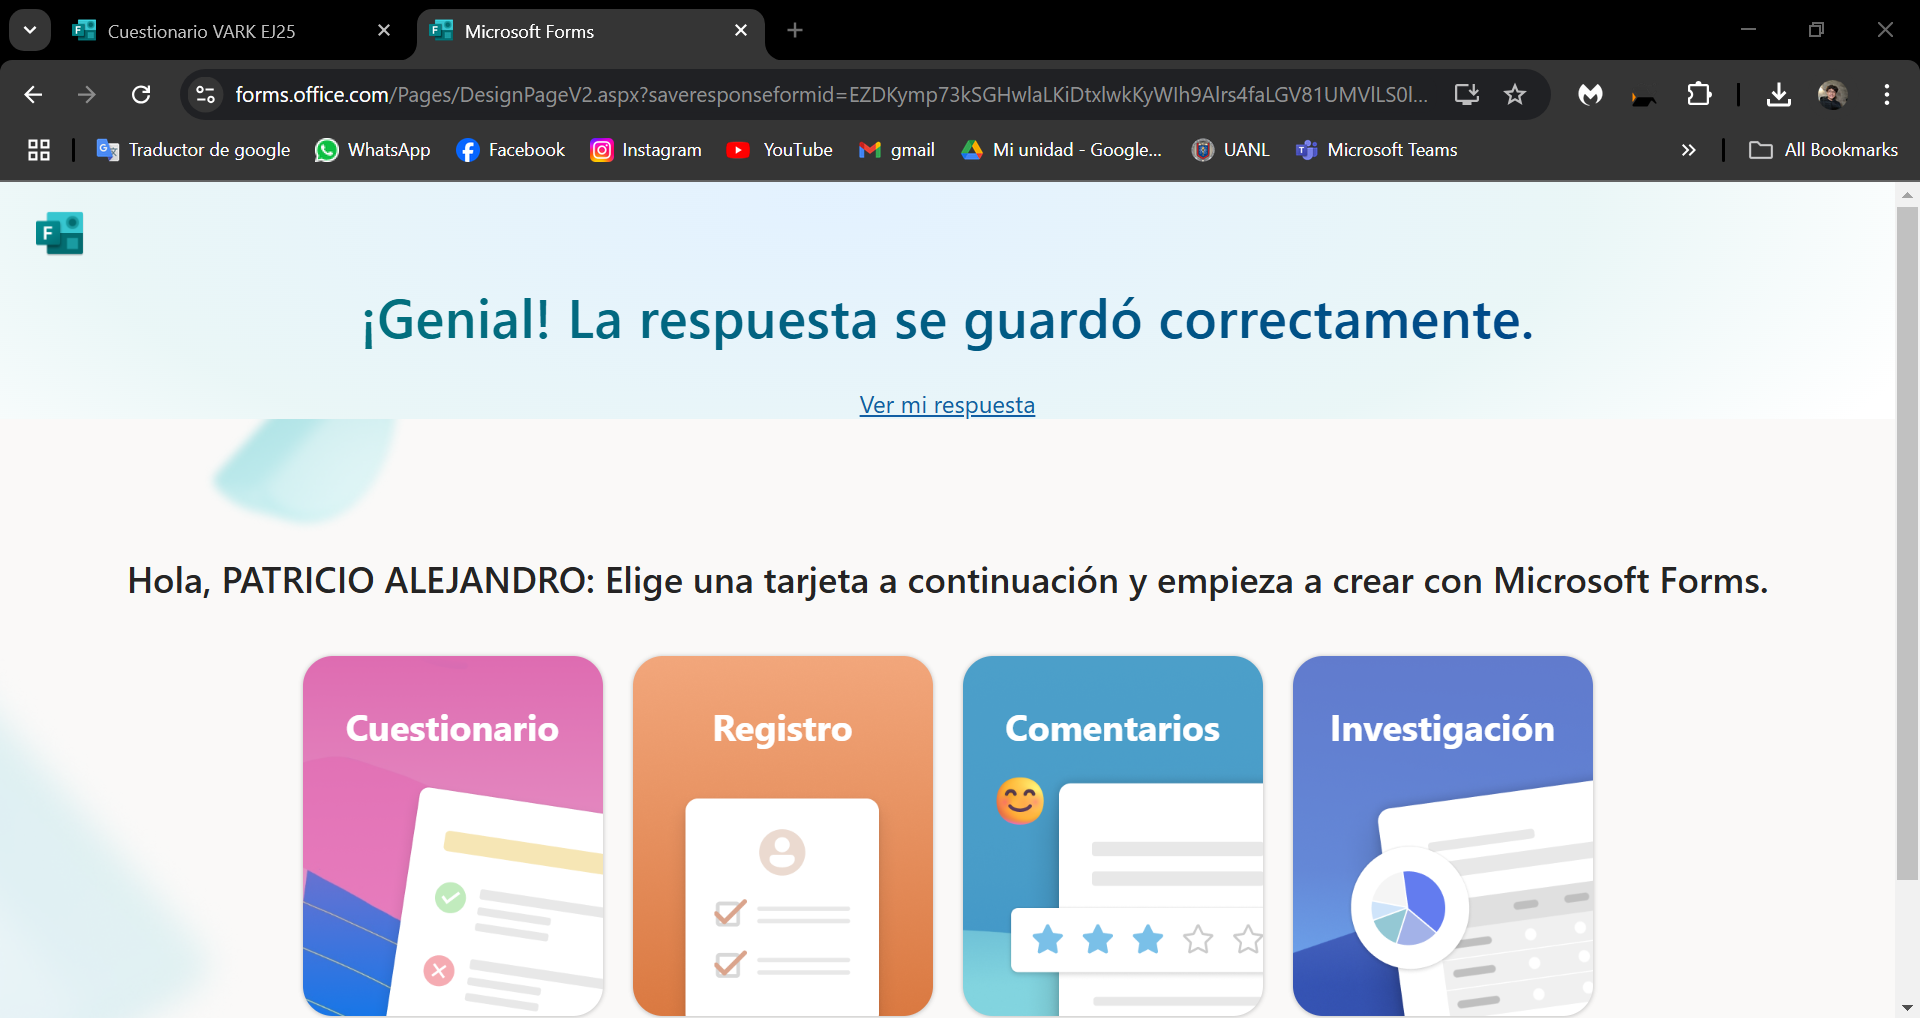 Cuestionario VARK EJ25
Microsoft Forms
forms.office.com/Pages/DesignPageV2.aspx?saveresponseformid=EZDKymp73kSGHwlaLKiDtxlwkKyWIh9AIrs4faLGV81UMVlLS0l...
Traductor de google
WhatsApp
Facebook
Instagram
YouTube
gmail
Mi unidad - Google...
UANL
Microsoft Teams
All Bookmarks
¡Genial! La respuesta se guardó correctamente.
Ver mi respuesta
Hola, PATRICIO ALEJANDRO: Elige una tarjeta a continuación y empieza a crear con Microsoft Forms.
Cuestionario
Registro
Comentarios
Investigación